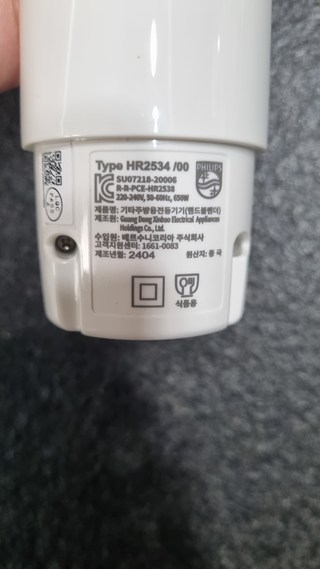 Type HR2534 /00
PHILIPS
SU07218-20006
R-R-PCE-HR2538
220-240V, 50-60Hz, 650W
제품명: 기타주방용전동기기(핸드블렌더)
제조원: Guang Dong Xinbao Electrical Appliances
Holdings Co., Ltd.
수입원: 베르수니코리아 주식회사
고객지원센터: 1661-0083
제조년월: 2404
원산지: 중국
식품용